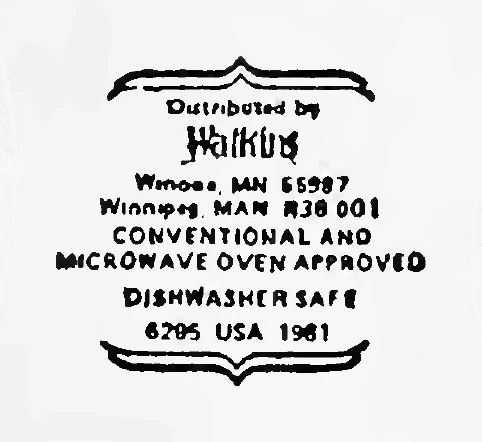 Distributed by
Watkins
Winona, MN 55987
Winnipeg, MAN R3B 001
CONVENTIONAL AND
MICROWAVE OVEN APPROVED
DISHWASHER SAFE
6205 USA 1981